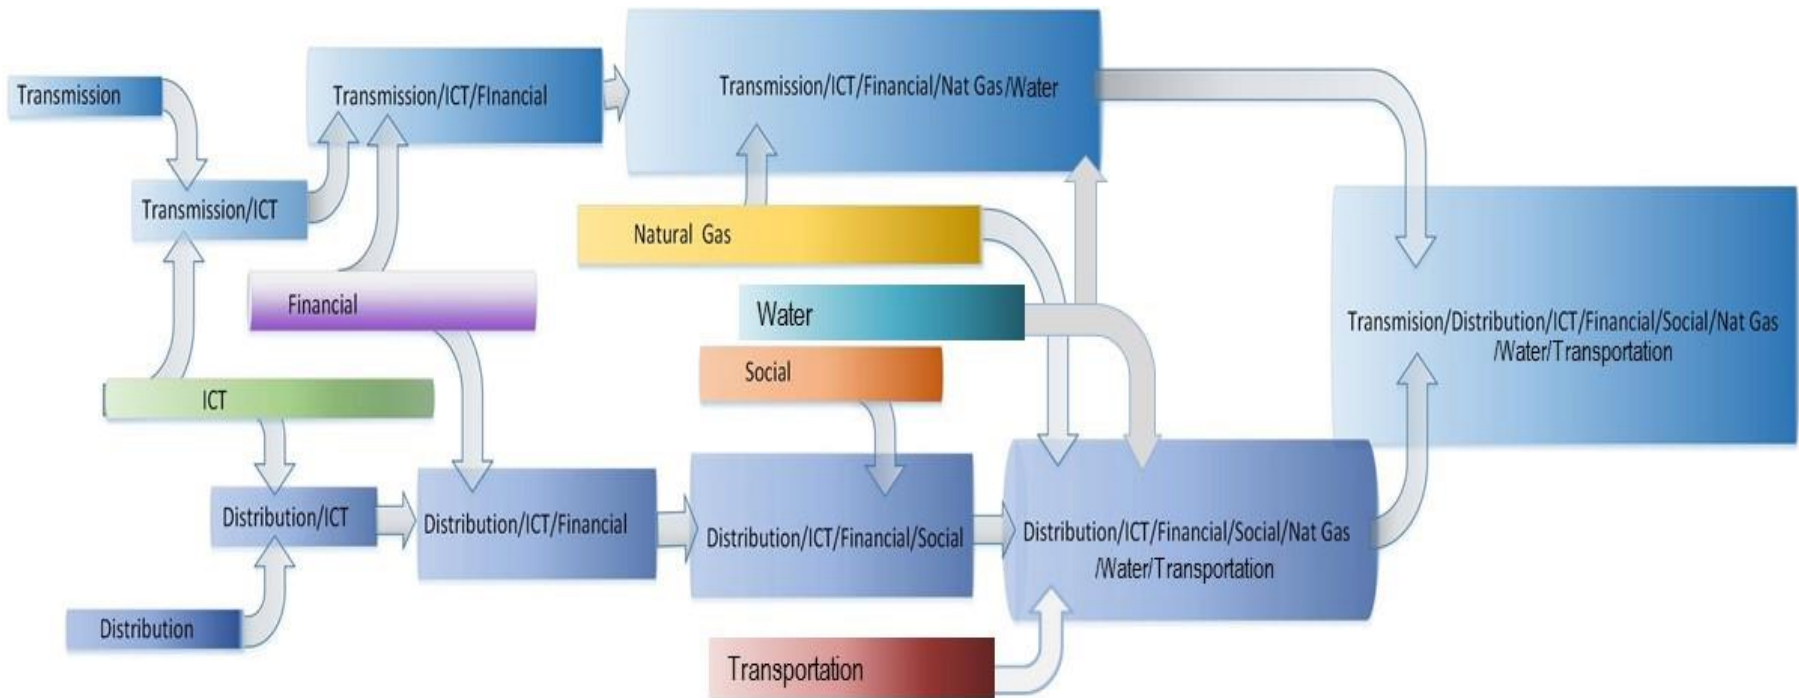 Transmission
Transmission/ICT/FInancial
Transmission/ICT/Financial/Nat Gas/Water
Transmission/ICT
Natural Gas
Financial
Water
Transmision/Distribution/ICT/Financial/Social/Nat Gas
/Water/Transportation
Social
ICT
Distribution/ICT
Distribution/ICT/Financial
Distribution/ICT/Financial/Social
Distribution/ICT/Financial/Social/Nat Gas
/Water/Transportation
Distribution
Transportation